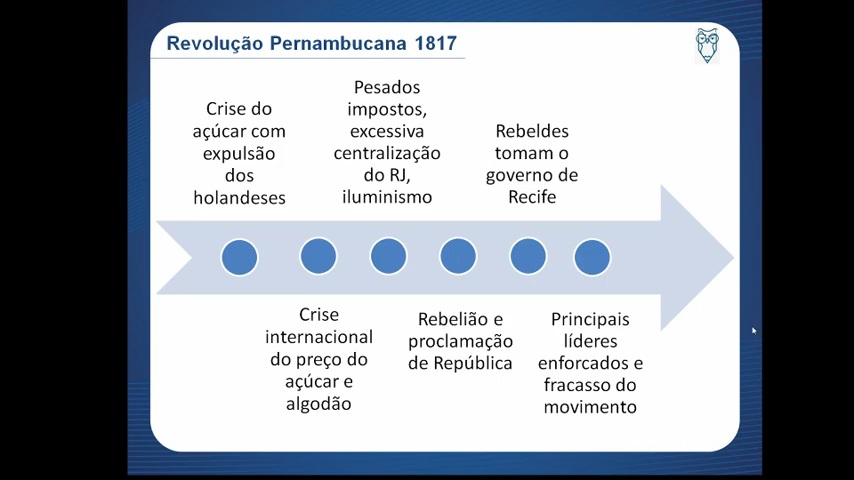 Revolução Pernambucana 1817
Crise do
açúcar com
expulsão
dos
holandeses
Crise
internacional
do preço do
açúcar e
algodão
Pesados
impostos,
excessiva
centralização
do RJ,
iluminismo
Rebelião e
proclamação
de República
Rebeldes
tomam o
governo de
Recife
Principais
líderes
enforcados e
fracasso do
movimento